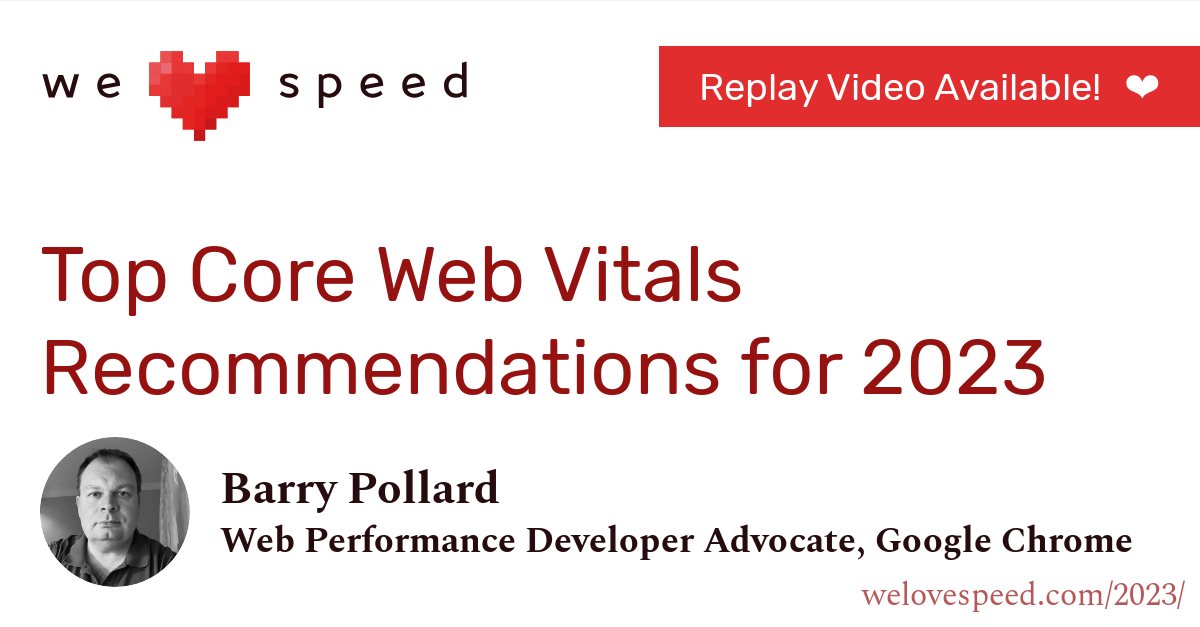 we ❤ speed
Replay Video Available! ❤
Top Core Web Vitals
Recommendations for 2023
Barry Pollard
Web Performance Developer Advocate, Google Chrome
welovespeed.com/2023/